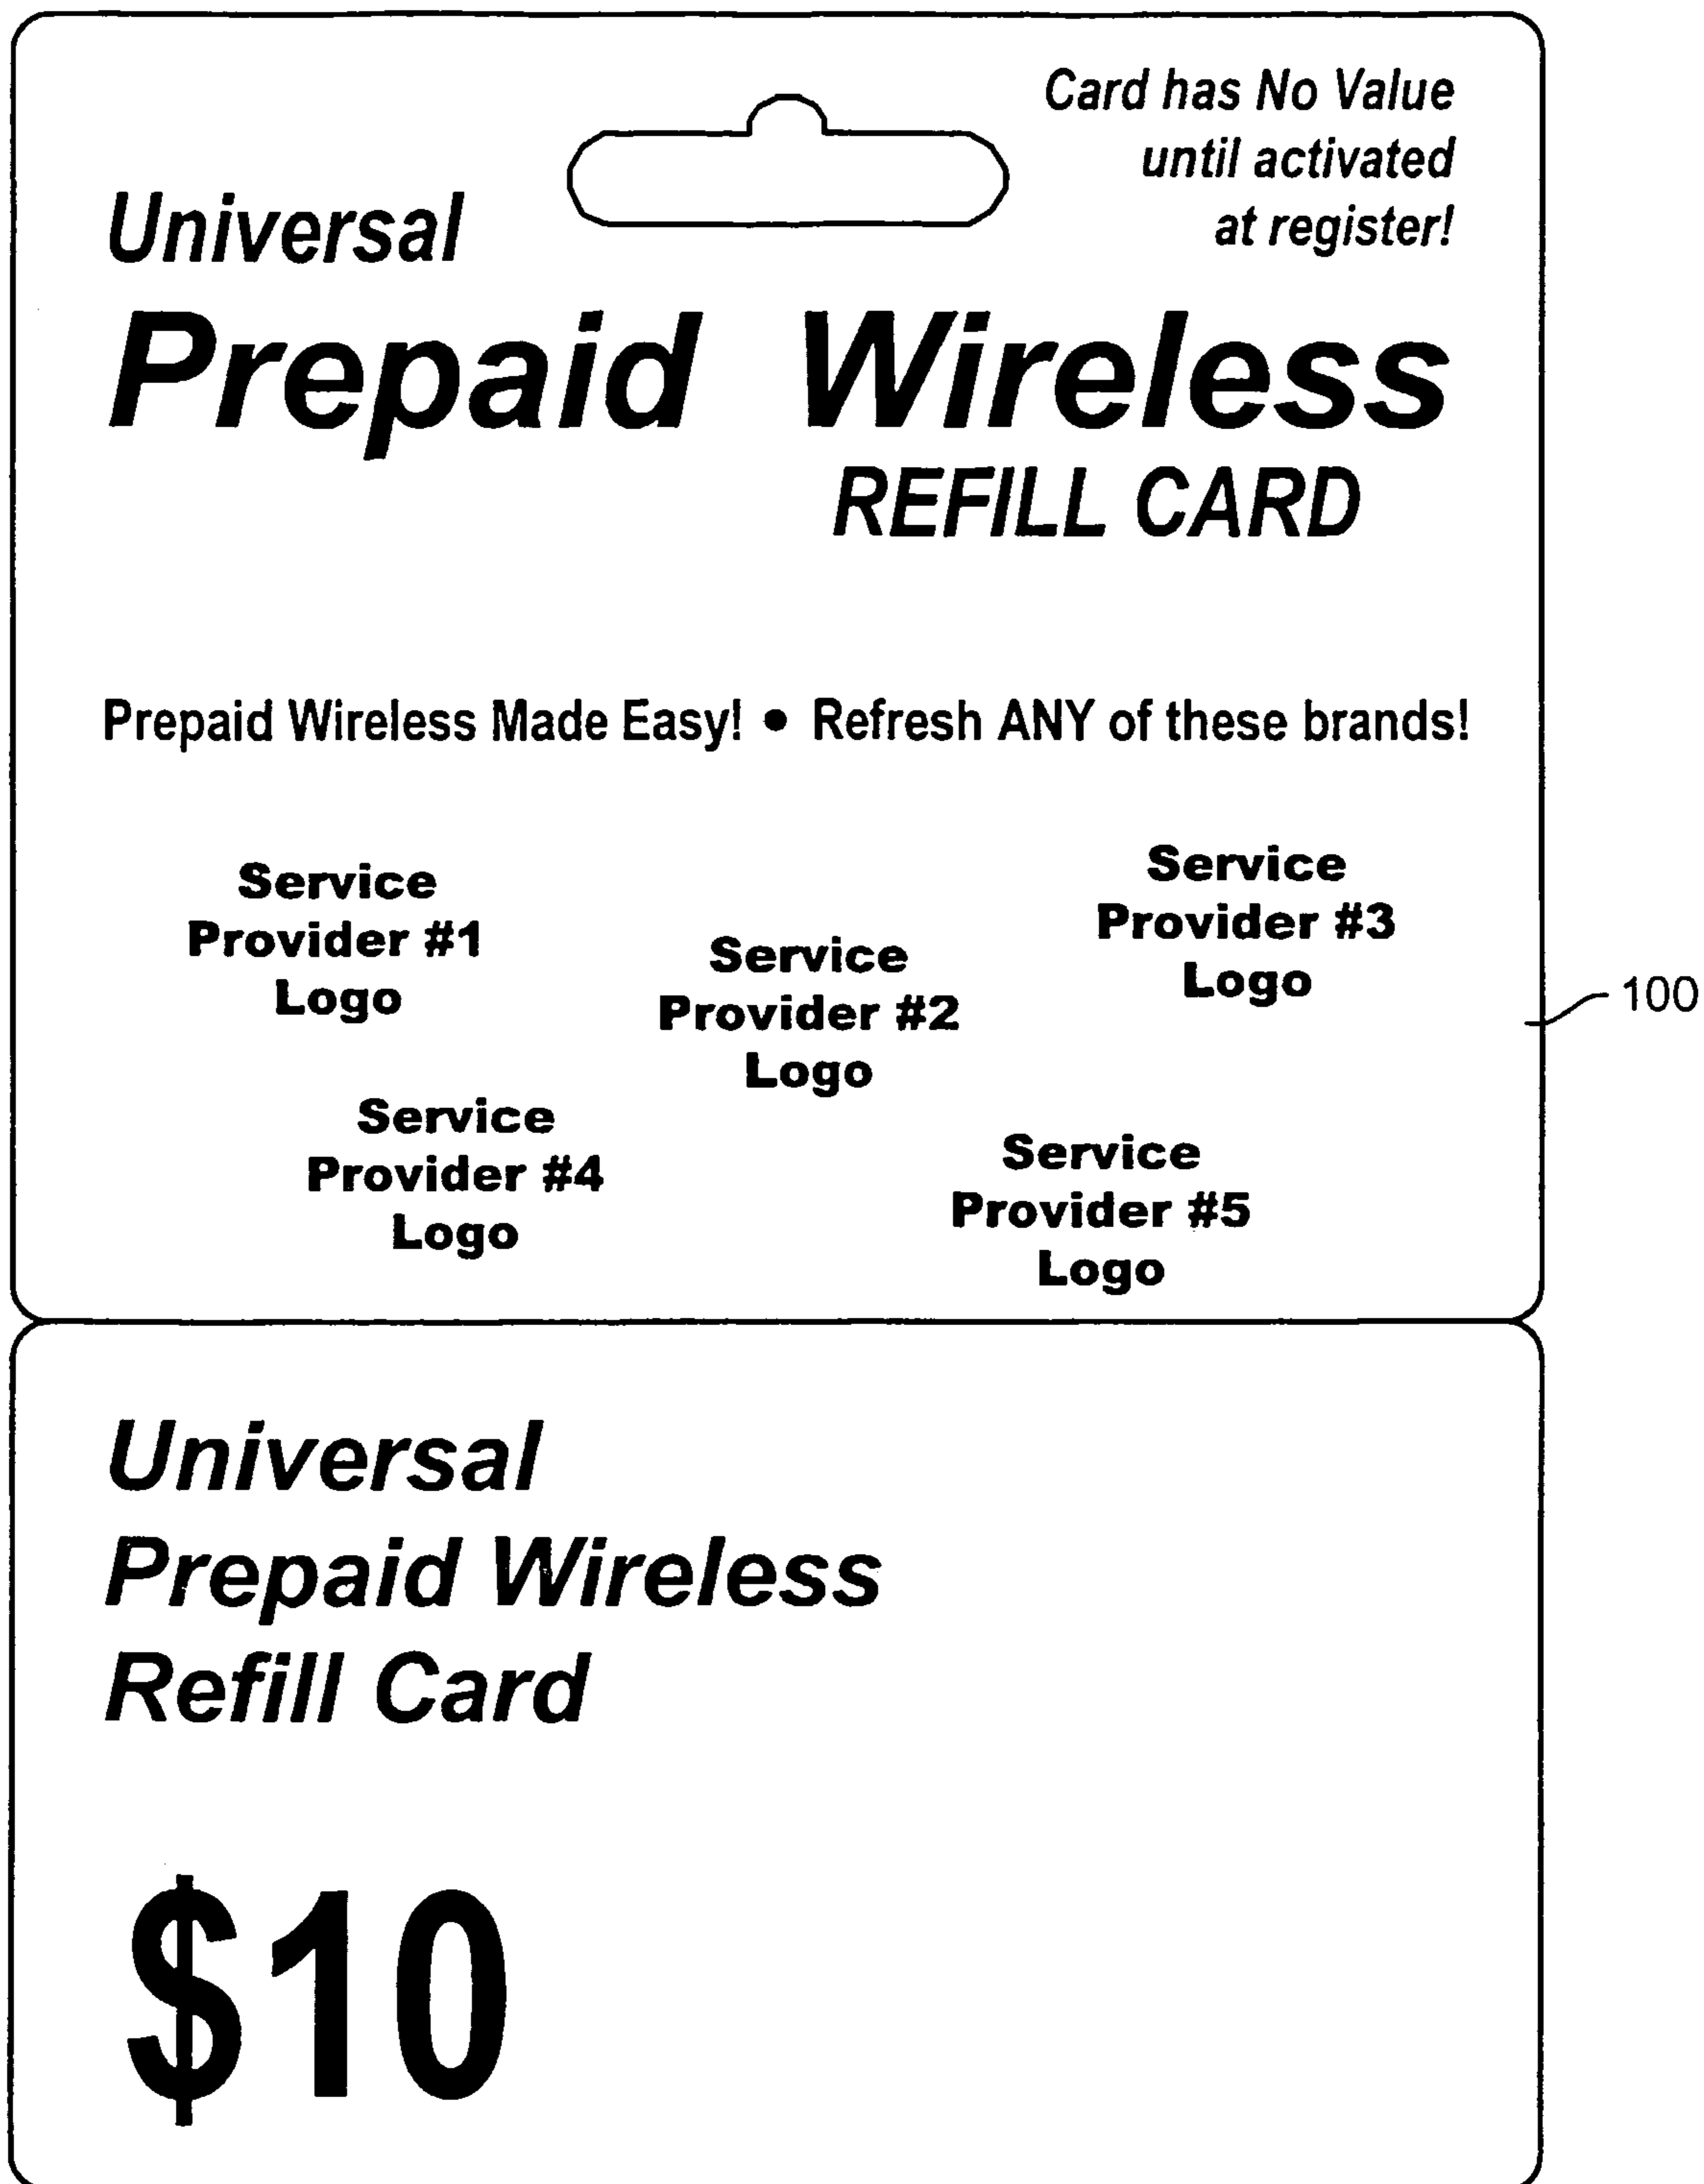 Card has No Value
until activated
at register!
Universal
Prepaid Wireless
REFILL CARD
Prepaid Wireless Made Easy! • Refresh ANY of these brands!
Service
Provider #1
Logo
Service
Provider #2
Logo
Service
Provider #3
Logo
100
Service
Provider #4
Logo
Service
Provider #5
Logo
Universal
Prepaid Wireless
Refill Card
$10